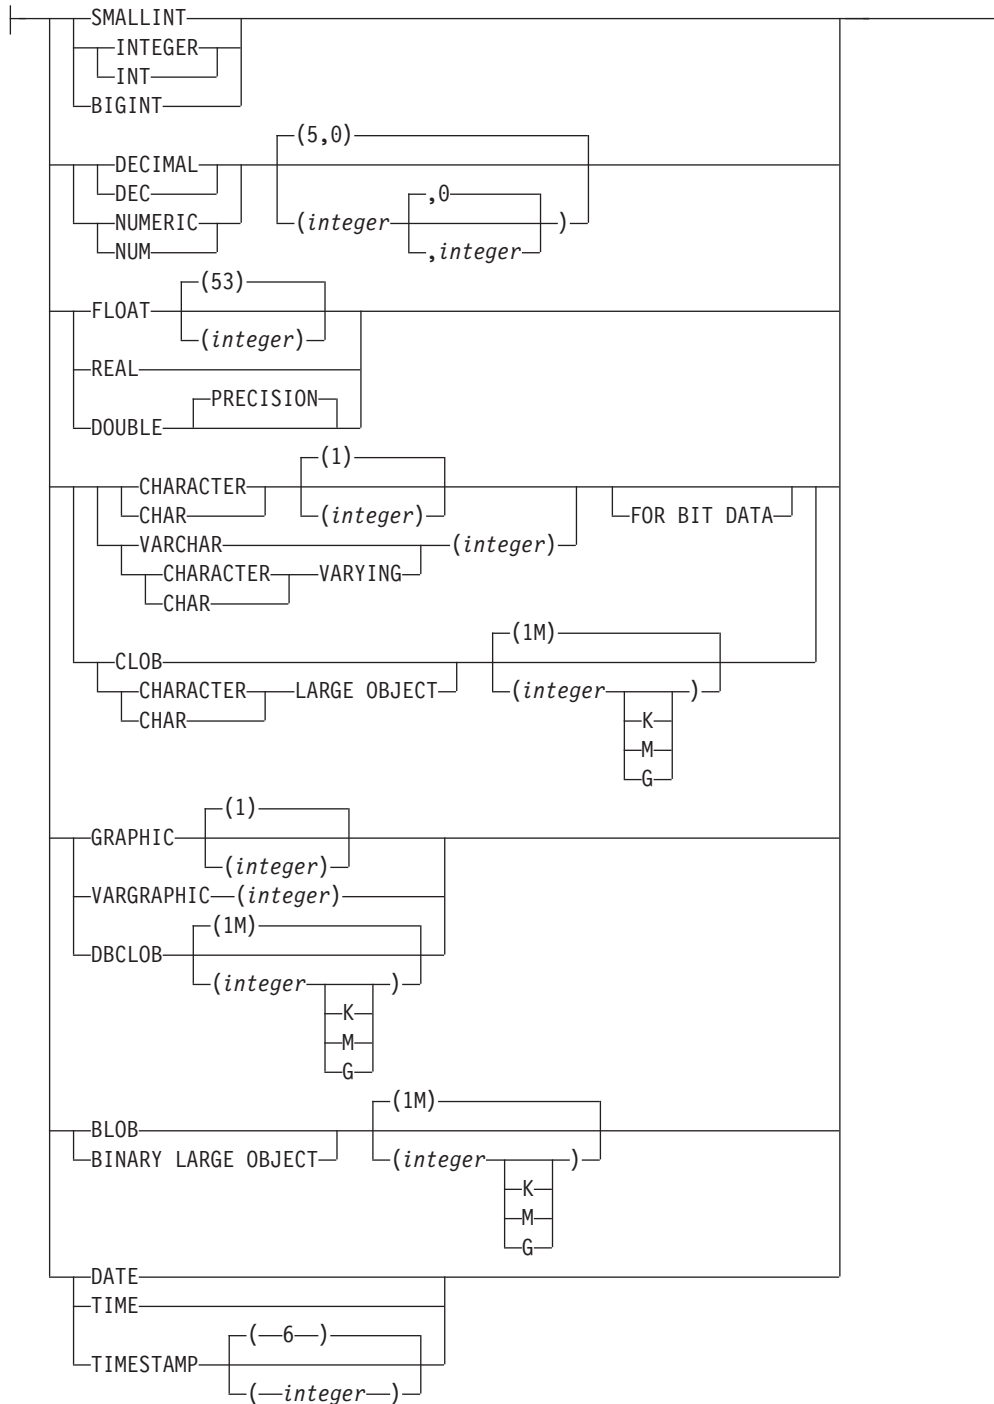 SMALLINT
INTEGER
INT
BIGINT
(5,0)
DECIMAL
DEC
,0
NUMERIC
(integer
)
NUM
,integer
(53)
FLOAT
(integer)
REAL
PRECISION
DOUBLE
(1)
CHARACTER
CHAR
(integer)
FOR BIT DATA
VARCHAR
(integer)
CHARACTER
VARYING
CHAR
(1M)
CLOB
CHARACTER
LARGE OBJECT
(integer
)
CHAR
K
M
G
(1)
GRAPHIC
(integer)
VARGRAPHIC
(integer)
(1M)
DBCLOB
(integer
)
K
M
G
(1M)
BLOB
BINARY LARGE OBJECT
(integer
)
K
M
G
DATE
TIME
( 6 )
TIMESTAMP
( integer )